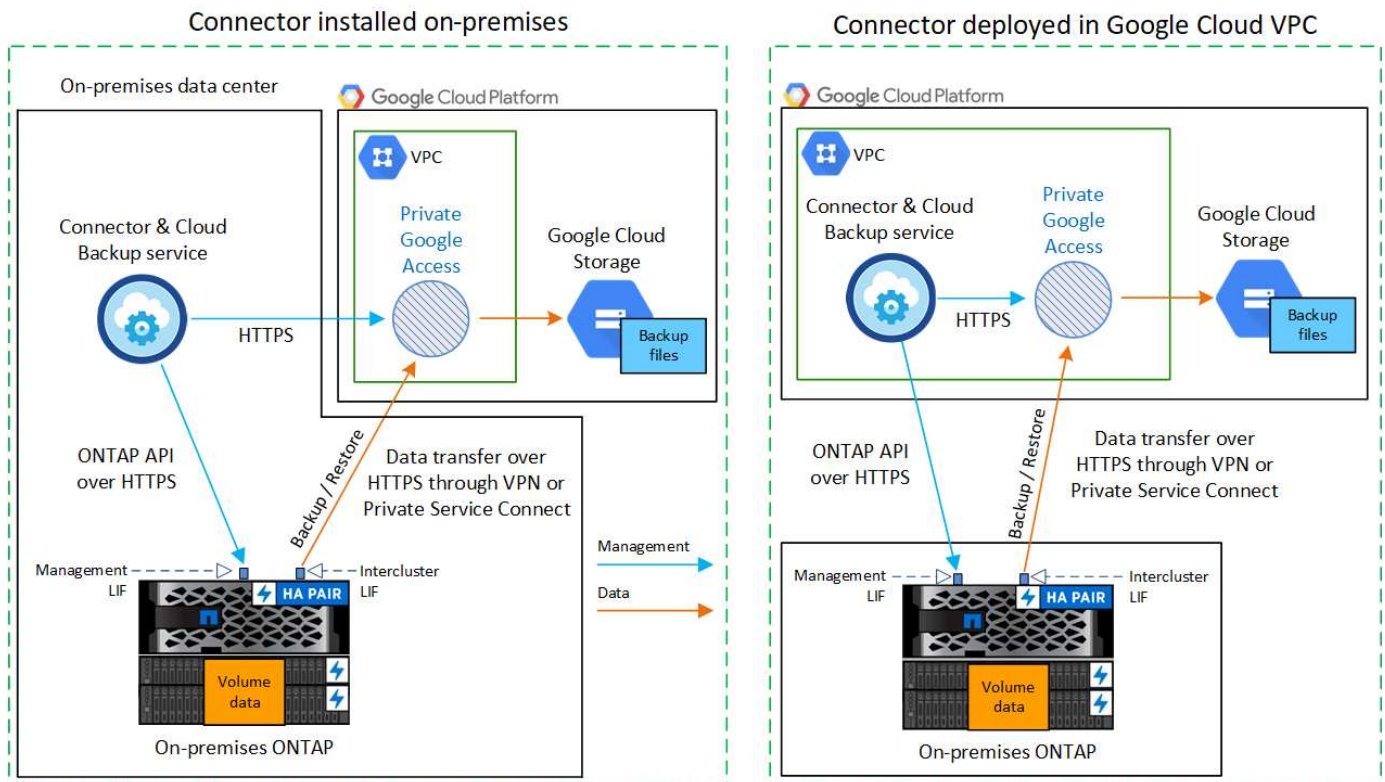 Connector installed on-premises
On-premises data center
Google Cloud Platform
VPC
Connector & Cloud
Backup service
Private
Google
Access
Google Cloud
Storage
HTTPS
Backup
files
ONTAP API
over HTTPS
Backup / Restore
Data transfer over
HTTPS through VPN or
Private Service Connect
Management
LIF
Intercluster
LIF
HA PAIR
Volume
data
On-premises ONTAP
Management
Data
Connector deployed in Google Cloud VPC
Google Cloud Platform
VPC
Connector & Cloud
Backup service
Private
Google
Access
Google Cloud
Storage
HTTPS
Backup
files
ONTAP API
over HTTPS
Backup / Restore
Data transfer over
HTTPS through VPN or
Private Service Connect
Management
LIF
Intercluster
LIF
HA PAIR
Volume
data
On-premises ONTAP